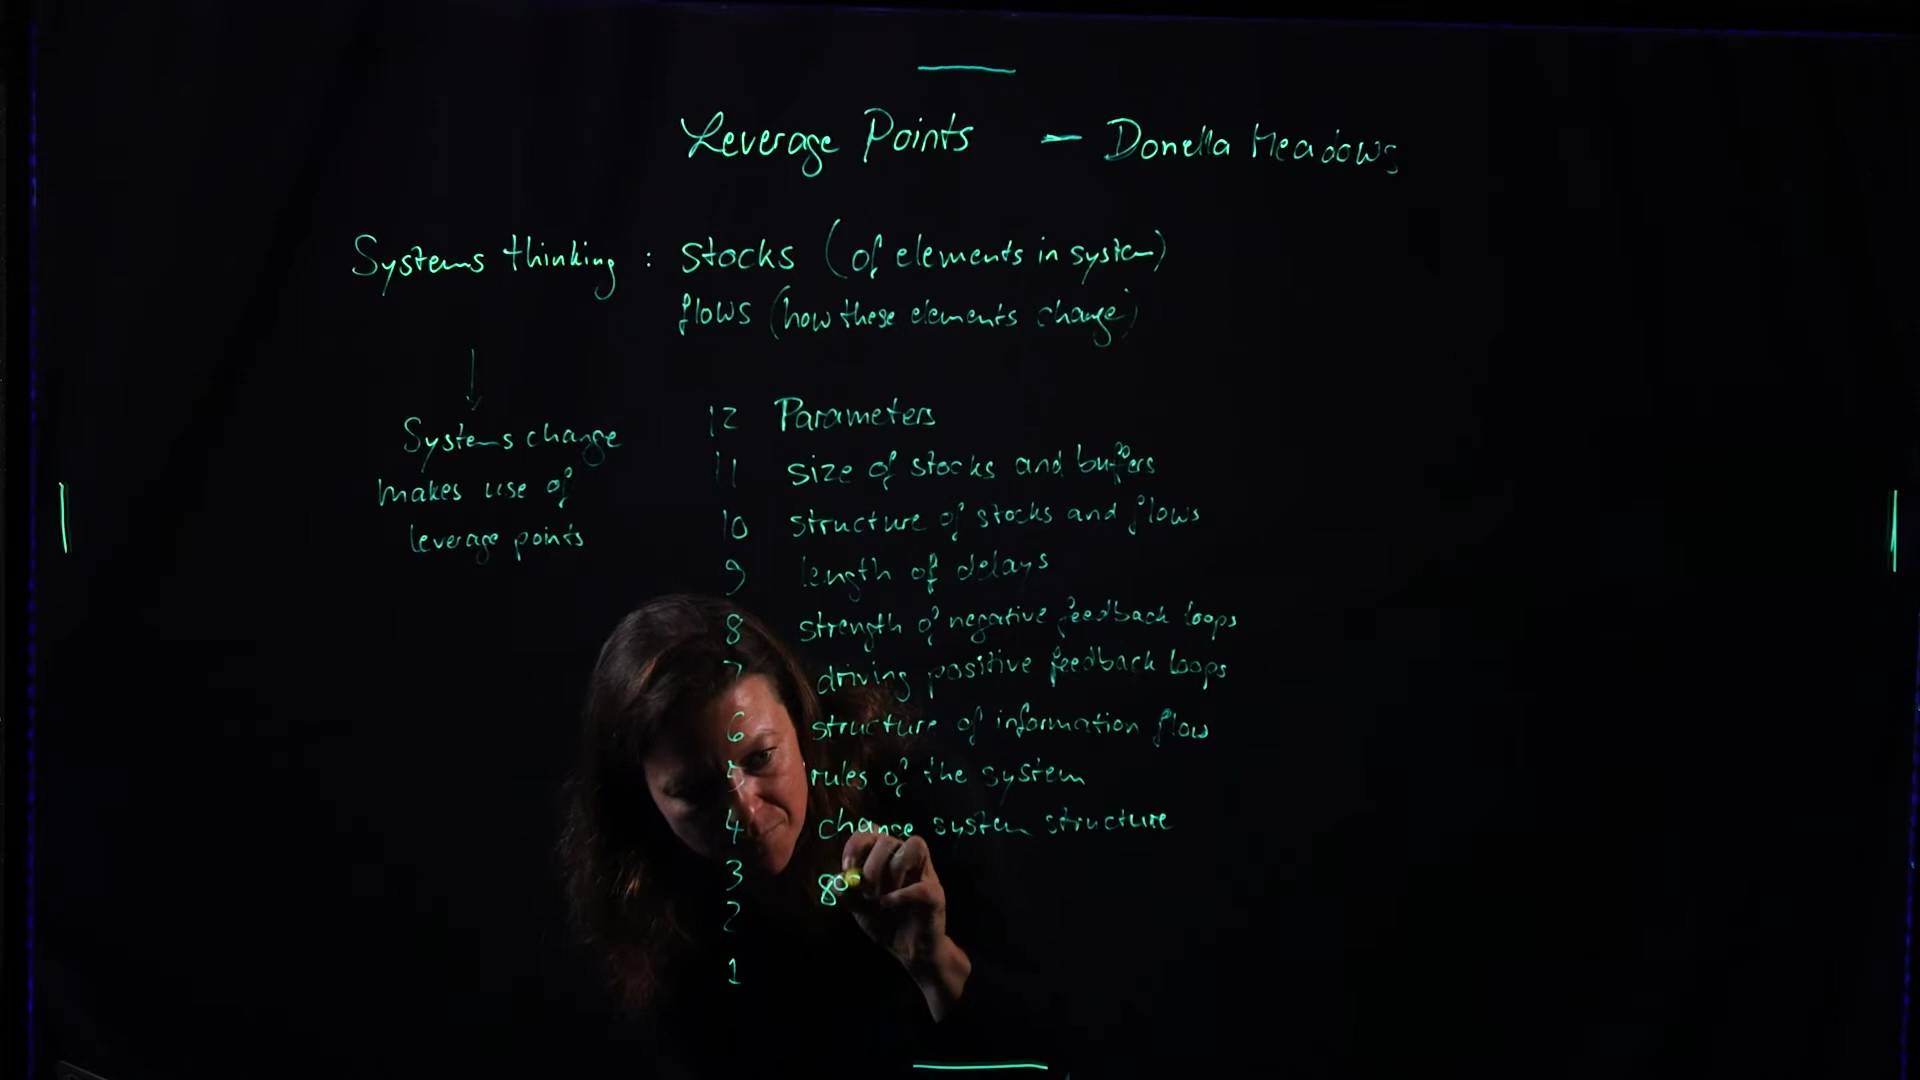 Leverage Points - Donella Meadows
Systems thinking : stocks (of elements in system)
flows (how these elements change)
Systems change
makes use of
leverage points
12 Parameters
11 size of stocks and buffers
10 structure of stocks and flows
9 length of delays
8 strength of negative feedback loops
7 driving positive feedback loops
6 structure of information flow
5 rules of the system
4 change system structure
3 go
2
1